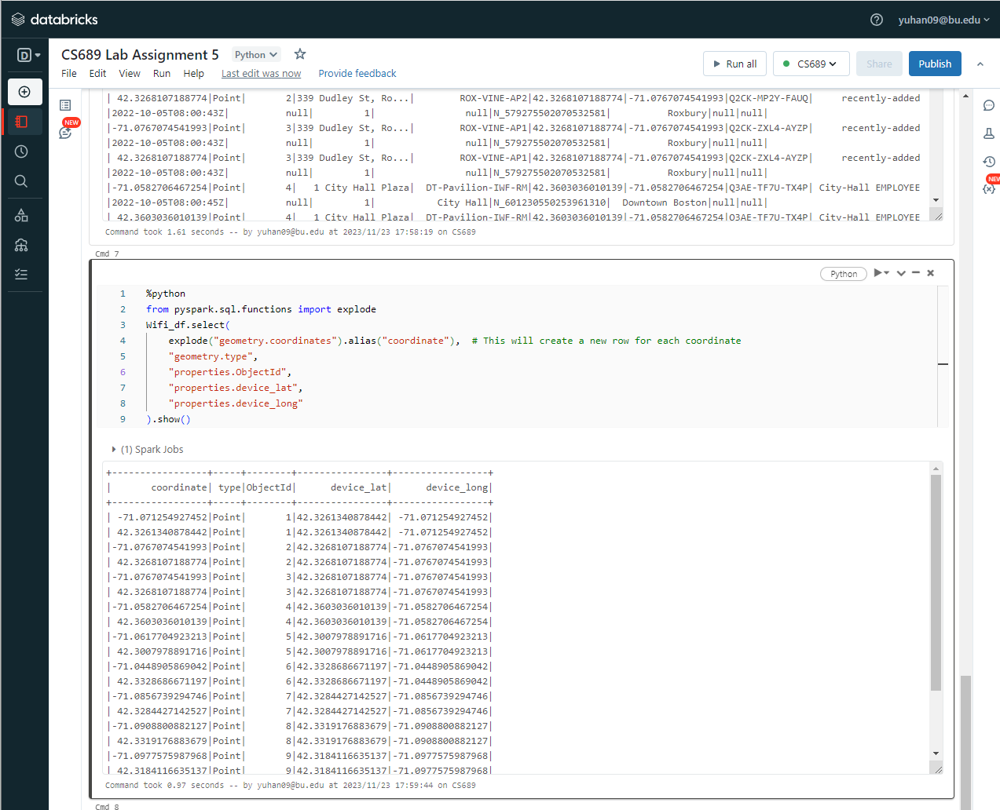 databricks
yuhan09@bu.edu
D
CS689 Lab Assignment 5
Python
Run all
CS689
Share
Publish
File Edit View Run Help Last edit was now Provide feedback
NEW
NEW
| 42.3268107188774|Point| 2|339 Dudley St, Ro...| ROX-VINE-AP2|42.3268107188774|-71.0767074541993|Q2CK-MP2Y-FAUQ| recently-added
|2022-10-05T08:00:43Z| null| 1| null|N_579275502070532581| Roxbury|null|null|
|-71.0767074541993|Point| 3|339 Dudley St, Ro...| ROX-VINE-AP1|42.3268107188774|-71.0767074541993|Q2CK-ZXL4-AYZP| recently-added
|2022-10-05T08:00:43Z| null| 1| null|N_579275502070532581| Roxbury|null|null|
| 42.3268107188774|Point| 3|339 Dudley St, Ro...| ROX-VINE-AP1|42.3268107188774|-71.0767074541993|Q2CK-ZXL4-AYZP| recently-added
|2022-10-05T08:00:43Z| null| 1| null|N_579275502070532581| Roxbury|null|null|
|-71.0582706467254|Point| 4| 1 City Hall Plaza| DT-Pavilion-IWF-RM|42.3603036010139|-71.0582706467254|Q3AE-TF7U-TX4P| City-Hall EMPLOYEE
|2022-10-05T08:00:45Z| null| 1| City Hall|N_601230550253961310| Downtown Boston|null|null|
| 42.3603036010139|Point| 4| 1 City Hall Plaza| DT-Pavilion-IWF-RM|42.3603036010139|-71.0582706467254|Q3AE-TF7U-TX4P| City-Hall EMPLOYEE
Command took 1.61 seconds -- by yuhan09@bu.edu at 2023/11/23 17:58:19 on CS689
Cmd 7
Python
1 %python
2 from pyspark.sql.functions import explode
3 Wifi_df.select(
4 explode("geometry.coordinates").alias("coordinate"), # This will create a new row for each coordinate
5 "geometry.type",
6 "properties.ObjectId",
7 "properties.device_lat",
8 "properties.device_long"
9 ).show()
(1) Spark Jobs
+-----------------+-----+--------+----------------+-----------------+
| coordinate| type|ObjectId| device_lat| device_long|
+-----------------+-----+--------+----------------+-----------------+
| -71.071254927452|Point| 1|42.3261340878442| -71.071254927452|
| 42.3261340878442|Point| 1|42.3261340878442| -71.071254927452|
|-71.0767074541993|Point| 2|42.3268107188774|-71.0767074541993|
| 42.3268107188774|Point| 2|42.3268107188774|-71.0767074541993|
|-71.0767074541993|Point| 3|42.3268107188774|-71.0767074541993|
| 42.3268107188774|Point| 3|42.3268107188774|-71.0767074541993|
|-71.0582706467254|Point| 4|42.3603036010139|-71.0582706467254|
| 42.3603036010139|Point| 4|42.3603036010139|-71.0582706467254|
|-71.0617704923213|Point| 5|42.3007978891716|-71.0617704923213|
| 42.3007978891716|Point| 5|42.3007978891716|-71.0617704923213|
|-71.0448905869042|Point| 6|42.3328686671197|-71.0448905869042|
| 42.3328686671197|Point| 6|42.3328686671197|-71.0448905869042|
|-71.0856739294746|Point| 7|42.3284427142527|-71.0856739294746|
| 42.3284427142527|Point| 7|42.3284427142527|-71.0856739294746|
|-71.0908800882127|Point| 8|42.3319176883679|-71.0908800882127|
| 42.3319176883679|Point| 8|42.3319176883679|-71.0908800882127|
|-71.0977575987968|Point| 9|42.3184116635137|-71.0977575987968|
| 42.3184116635137|Point| 9|42.3184116635137|-71.0977575987968|
Command took 0.97 seconds -- by yuhan09@bu.edu at 2023/11/23 17:59:44 on CS689
Cmd 8